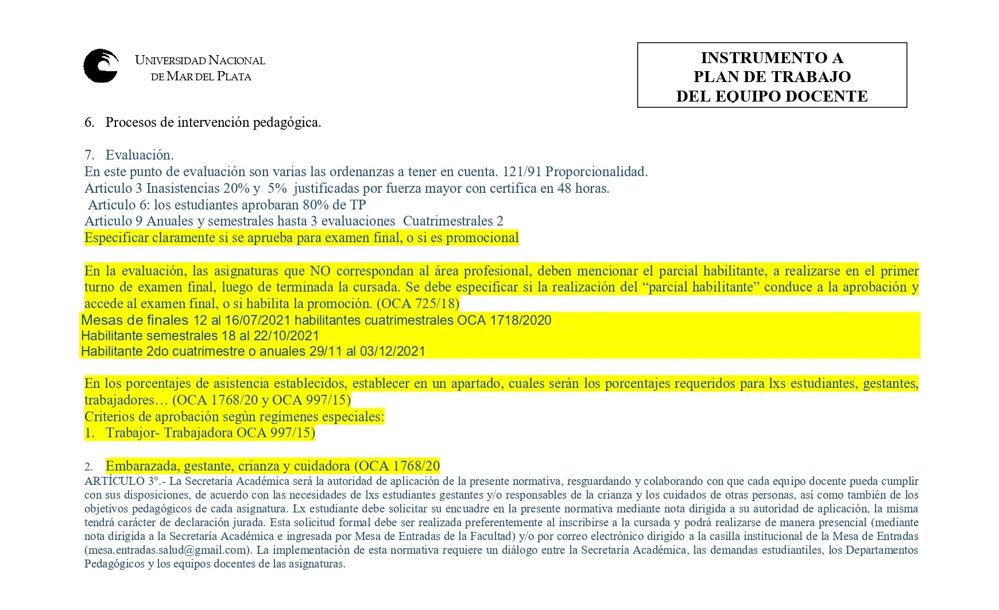 UNIVERSIDAD NACIONAL
DE MAR DEL PLATA
INSTRUMENTO A
PLAN DE TRABAJO
DEL EQUIPO DOCENTE
6. Procesos de intervención pedagógica.
7. Evaluación.
En este punto de evaluación son varias las ordenanzas a tener en cuenta. 121/91 Proporcionalidad.
Articulo 3 Inasistencias 20% y 5% justificadas por fuerza mayor con certifica en 48 horas.
Articulo 6: los estudiantes aprobaran 80% de TP
Articulo 9 Anuales y semestrales hasta 3 evaluaciones Cuatrimestrales 2
Especificar claramente si se aprueba para examen final, o si es promocional
En la evaluación, las asignaturas que NO correspondan al área profesional, deben mencionar el parcial habilitante, a realizarse en el primer
turno de examen final, luego de terminada la cursada. Se debe especificar si la realización del “parcial habilitante” conduce a la aprobación y
accede al examen final, o si habilita la promoción. (OCA 725/18)
Mesas de finales 12 al 16/07/2021 habilitantes cuatrimestrales OCA 1718/2020
Habilitante semestrales 18 al 22/10/2021
Habilitante 2do cuatrimestre o anuales 29/11 al 03/12/2021
En los porcentajes de asistencia establecidos, establecer en un apartado, cuales serán los porcentajes requeridos para lxs estudiantes, gestantes,
trabajadores… (OCA 1768/20 y OCA 997/15)
Criterios de aprobación según regímenes especiales:
1. Trabajor- Trabajadora OCA 997/15)
2. Embarazada, gestante, crianza y cuidadora (OCA 1768/20
ARTÍCULO 3°.- La Secretaría Académica será la autoridad de aplicación de la presente normativa, resguardando y colaborando con que cada equipo docente pueda cumplir
con sus disposiciones, de acuerdo con las necesidades de lxs estudiantes gestantes y/o responsables de la crianza y los cuidados de otras personas, así como también de los
objetivos pedagógicos de cada asignatura. Lx estudiante debe solicitar su encuadre en la presente normativa mediante nota dirigida a su autoridad de aplicación, la misma
tendrá carácter de declaración jurada. Esta solicitud formal debe ser realizada preferentemente al inscribirse a la cursada y podrá realizarse de manera presencial (mediante
nota dirigida a la Secretaría Académica e ingresada por Mesa de Entradas de la Facultad) y/o por correo electrónico dirigido a la casilla institucional de la Mesa de Entradas
(mesa.entradas.salud@gmail.com). La implementación de esta normativa requiere un diálogo entre la Secretaría Académica, las demandas estudiantiles, los Departamentos
Pedagógicos y los equipos docentes de las asignaturas.